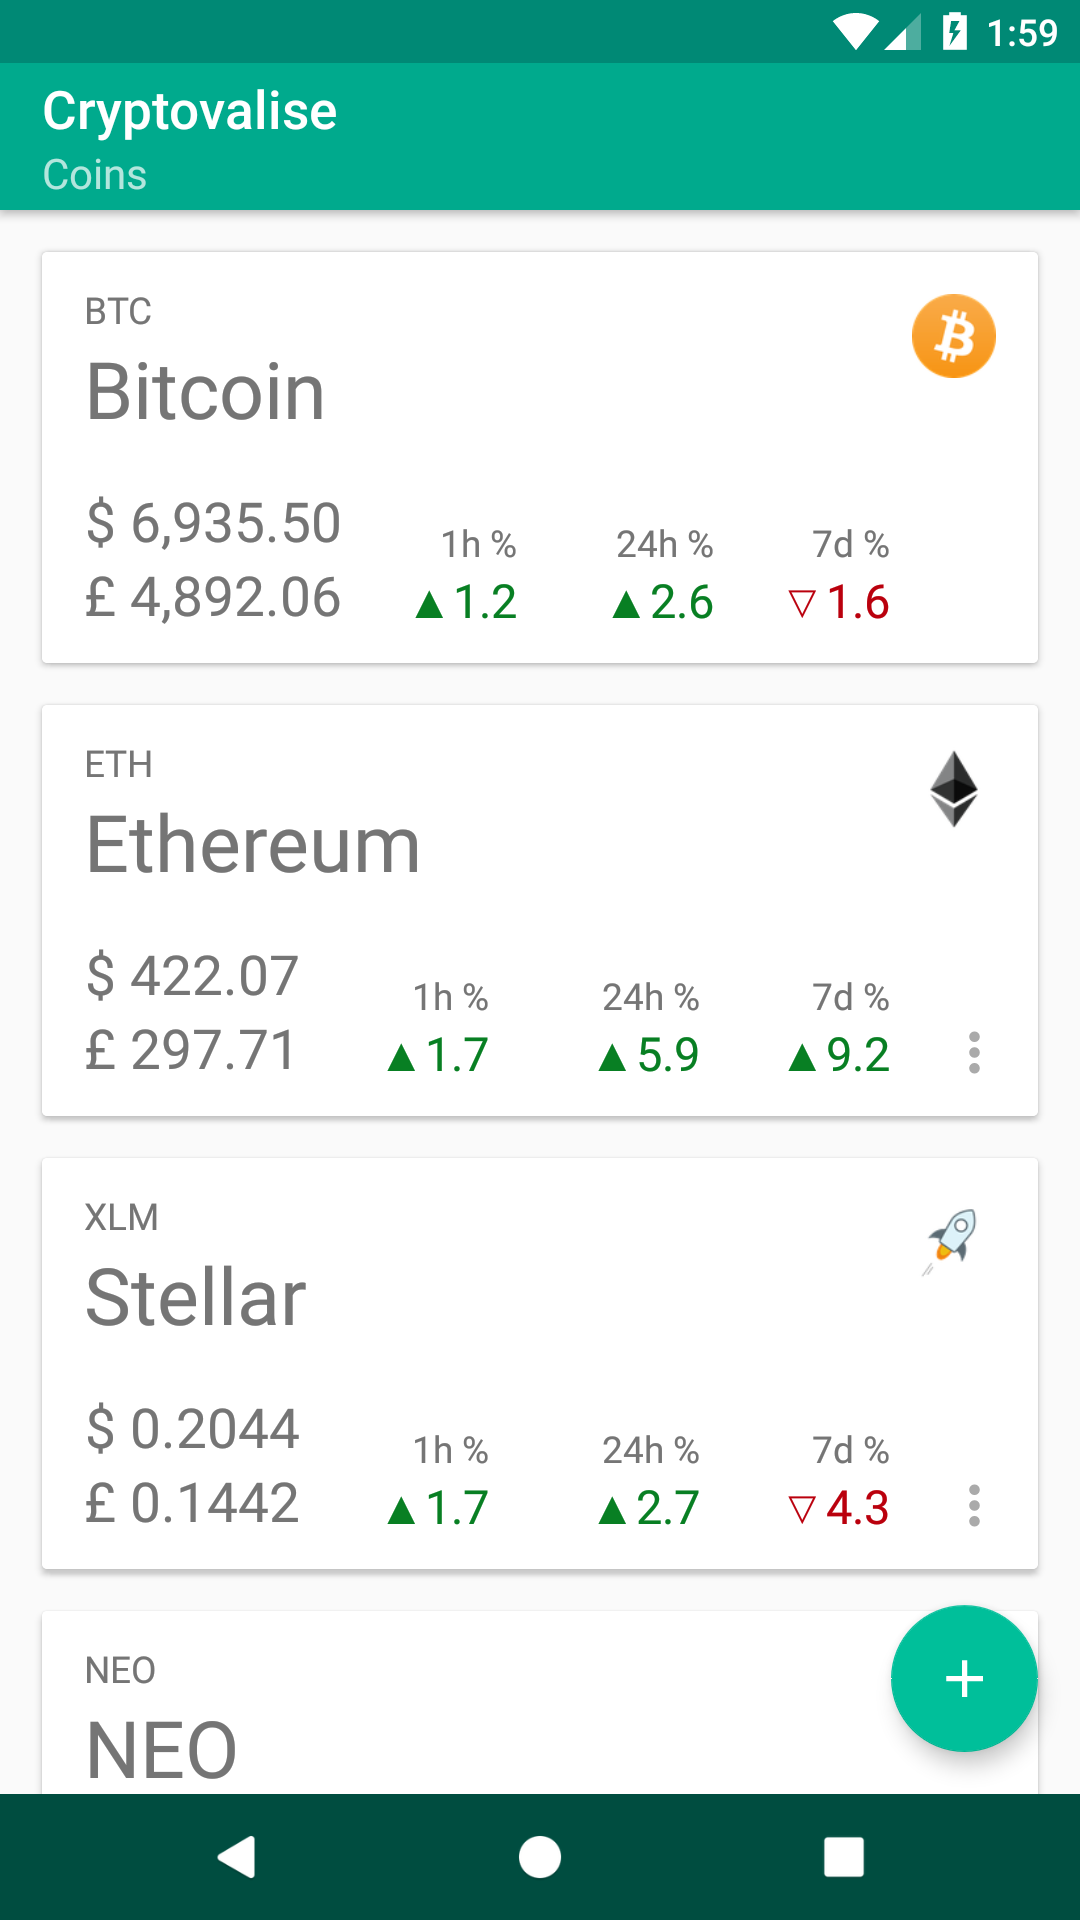 1:59
Cryptovalise
Coins
BTC
Bitcoin
$ 6,935.50
£ 4,892.06
1h % 24h % 7d %
▲1.2 ▲2.6 ▽1.6
ETH
Ethereum
$ 422.07
£ 297.71
1h % 24h % 7d %
▲1.7 ▲5.9 ▲9.2
XLM
Stellar
$ 0.2044
£ 0.1442
1h % 24h % 7d %
▲1.7 ▲2.7 ▽4.3
NEO
NEO